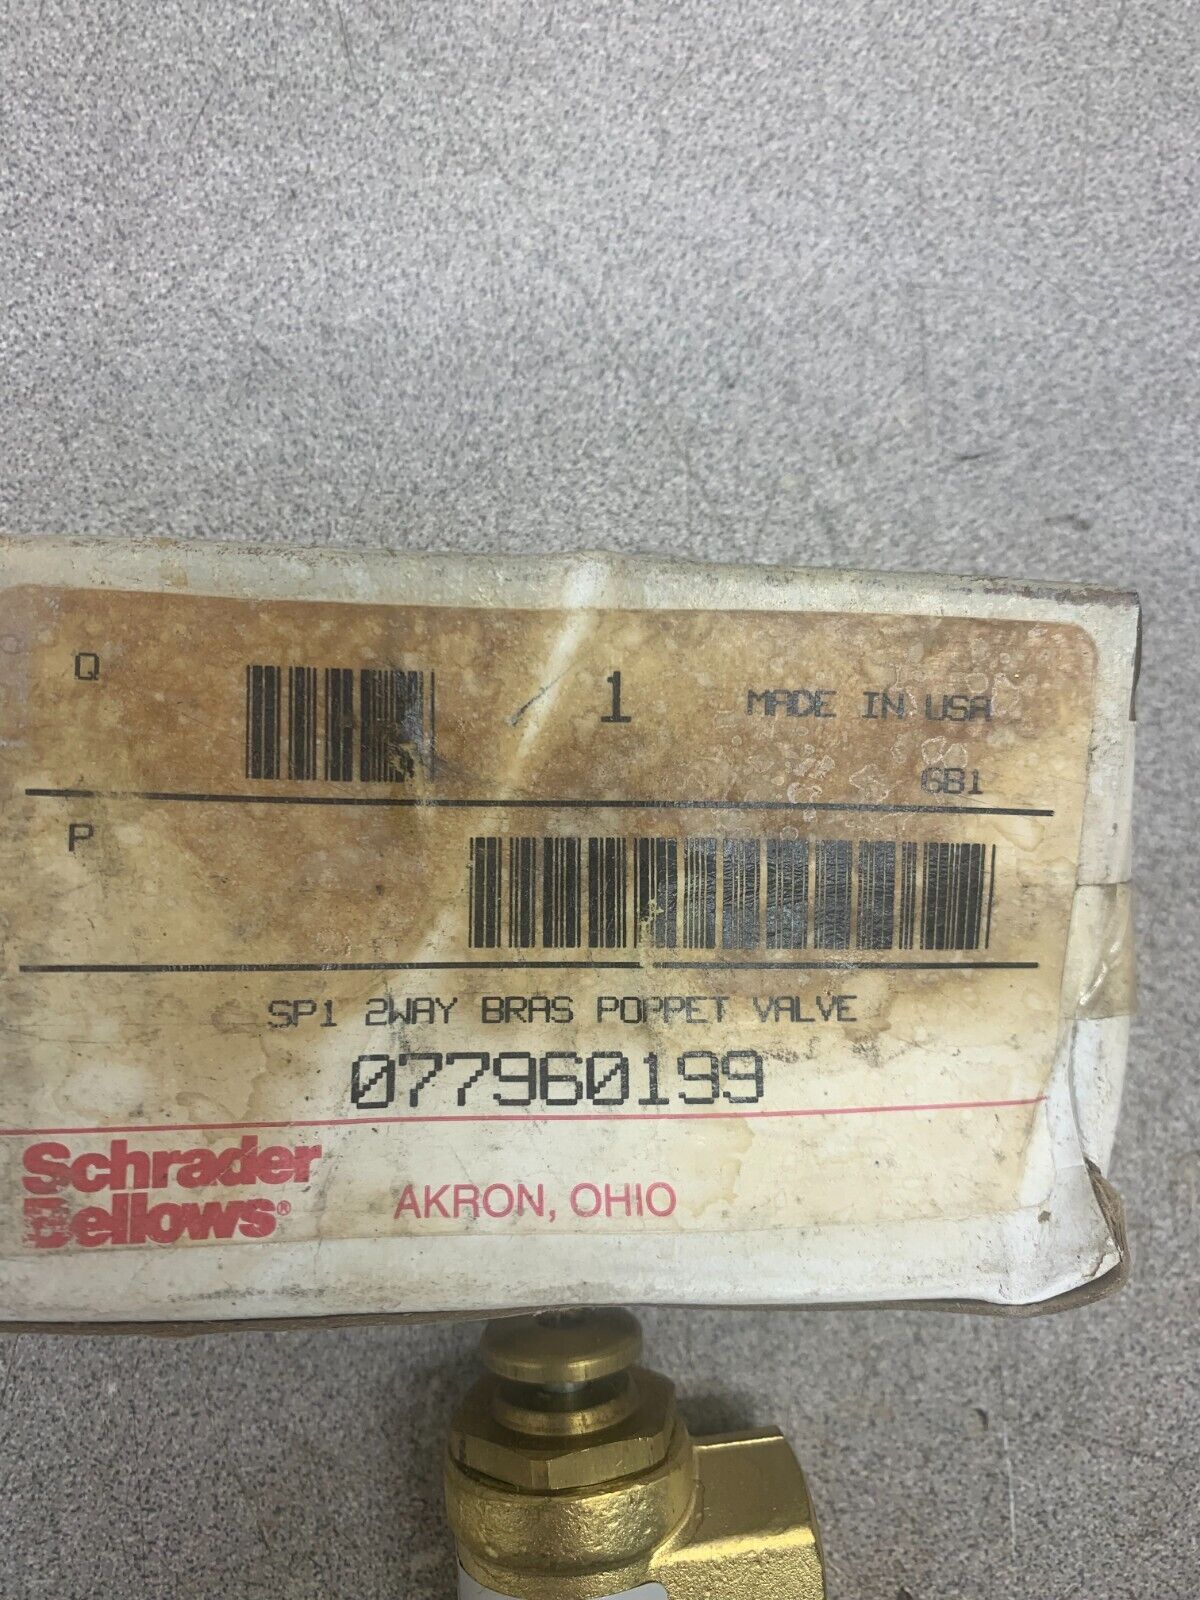 Q 1 MADE IN USA
6B1
P
SP1 2WAY BRAS POPPET VALVE
077960199
Schrader
Bellows®
AKRON, OHIO